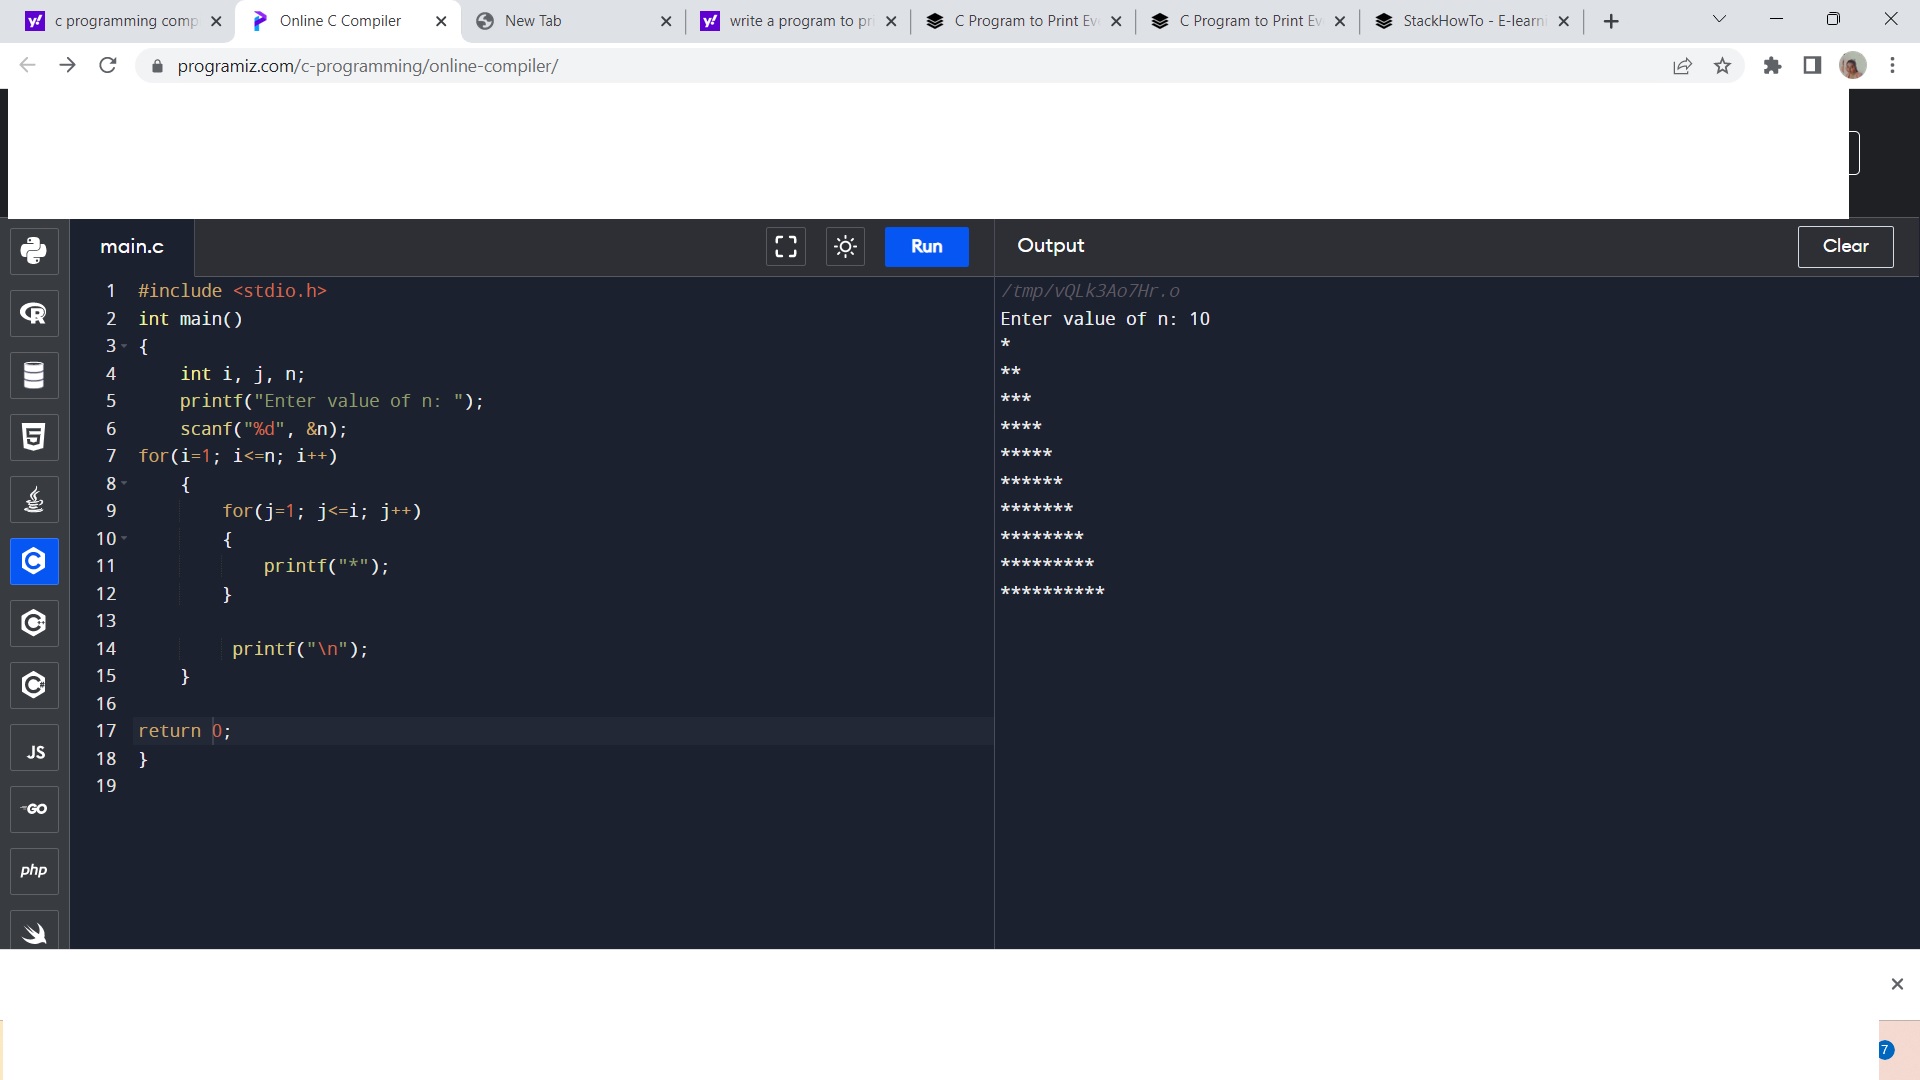 c programming comp
Online C Compiler
New Tab
write a program to pri
C Program to Print Eve
C Program to Print Eve
StackHowTo - E-learni
programiz.com/c-programming/online-compiler/
main.c
Run
Output
Clear
1 #include <stdio.h>
2 int main()
3 {
4     int i, j, n;
5     printf("Enter value of n: ");
6     scanf("%d", &n);
7 for(i=1; i<=n; i++)
8     {
9         for(j=1; j<=i; j++)
10         {
11             printf("*");
12         }
13
14          printf("\n");
15     }
16
17 return 0;
18 }
19
/tmp/vQLk3Ao7Hr.o
Enter value of n: 10
*
**
***
****
*****
******
*******
********
*********
**********
JS
GO
php
7